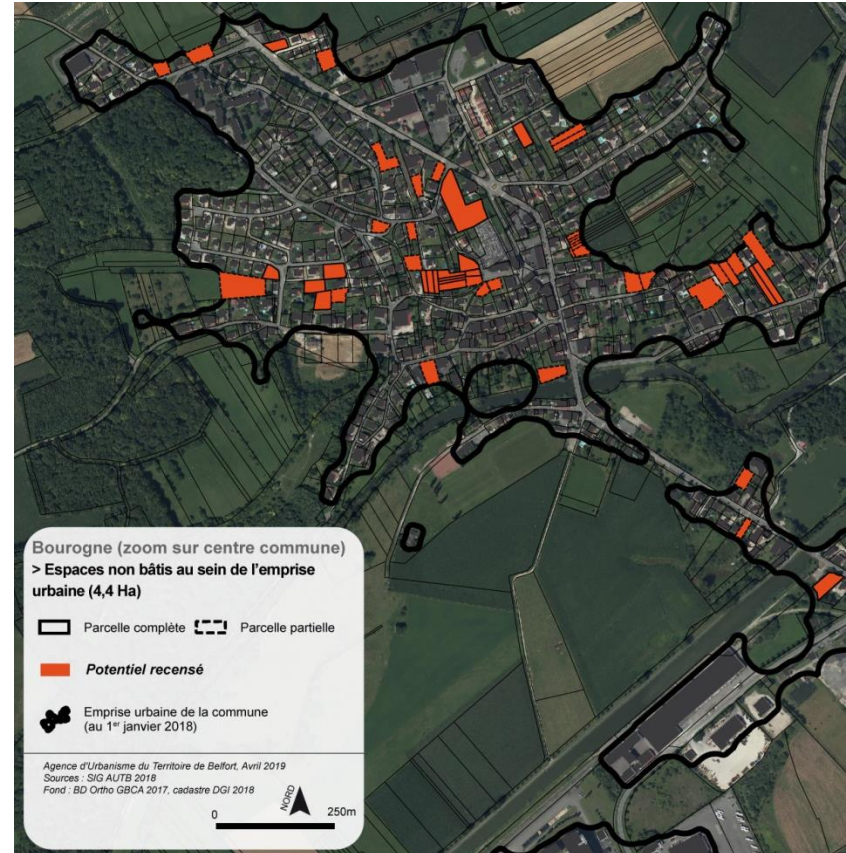 Bourogne (zoom sur centre commune)
> Espaces non bâtis au sein de l'emprise
urbaine (4,4 Ha)
Parcelle complète
Parcelle partielle
Potentiel recensé
Emprise urbaine de la commune
(au 1er janvier 2018)
Agence d'Urbanisme du Territoire de Belfort, Avril 2019
Sources : SIG AUTB 2018
Fond : BD Ortho GBCA 2017, cadastre DGI 2018
NORD
0
250m